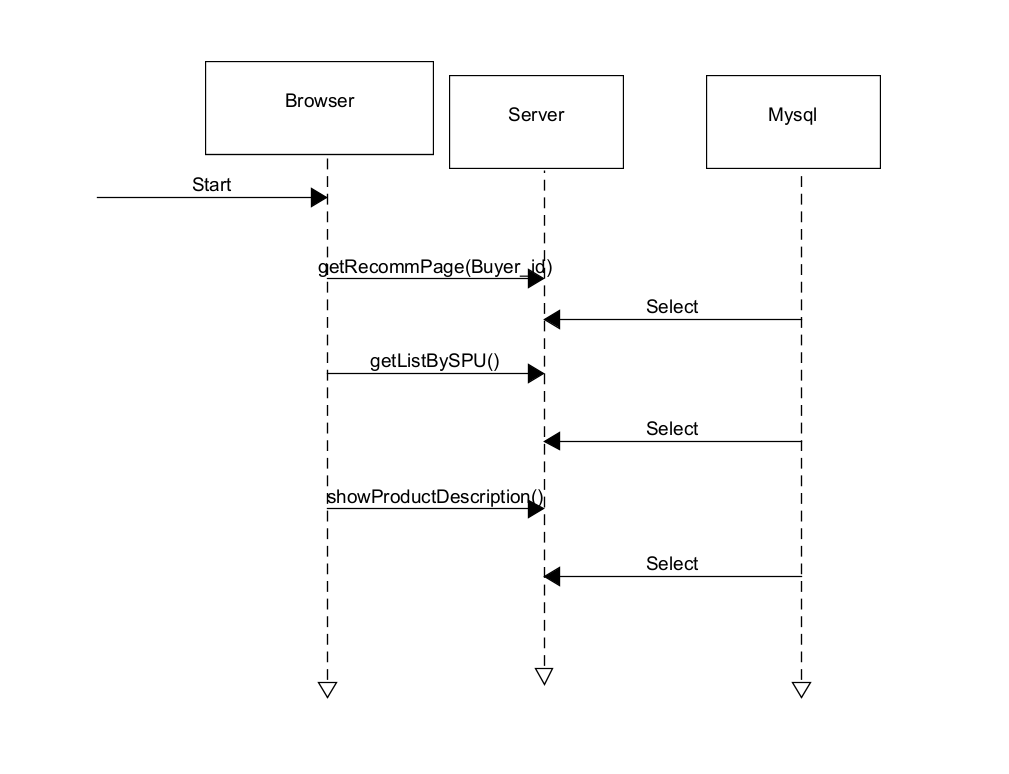 Browser
Server
Mysql
Start
getRecommPage(Buyer_id)
Select
getListBySPU()
Select
showProductDescription()
Select